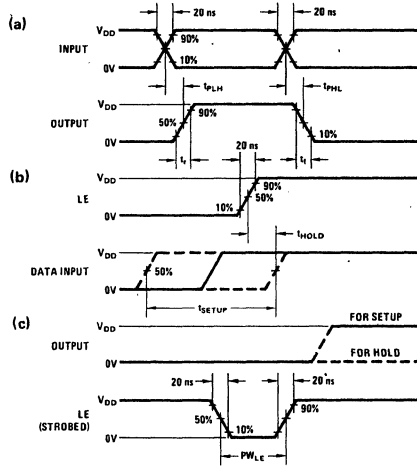 (a)
20 ns
20 ns
VDD
90%
INPUT
10%
0V
tPLH
tPHL
VDD
90%
OUTPUT
50%
10%
0V
tr
tf
20 ns
(b)
VDD
90%
LE
50%
10%
0V
tHOLD
VDD
DATA INPUT
50%
0V
tSETUP
(c)
VDD
FOR SETUP
OUTPUT
FOR HOLD
0V
20 ns
20 ns
VDD
90%
LE
(STROBED)
50%
10%
0V
PWLE